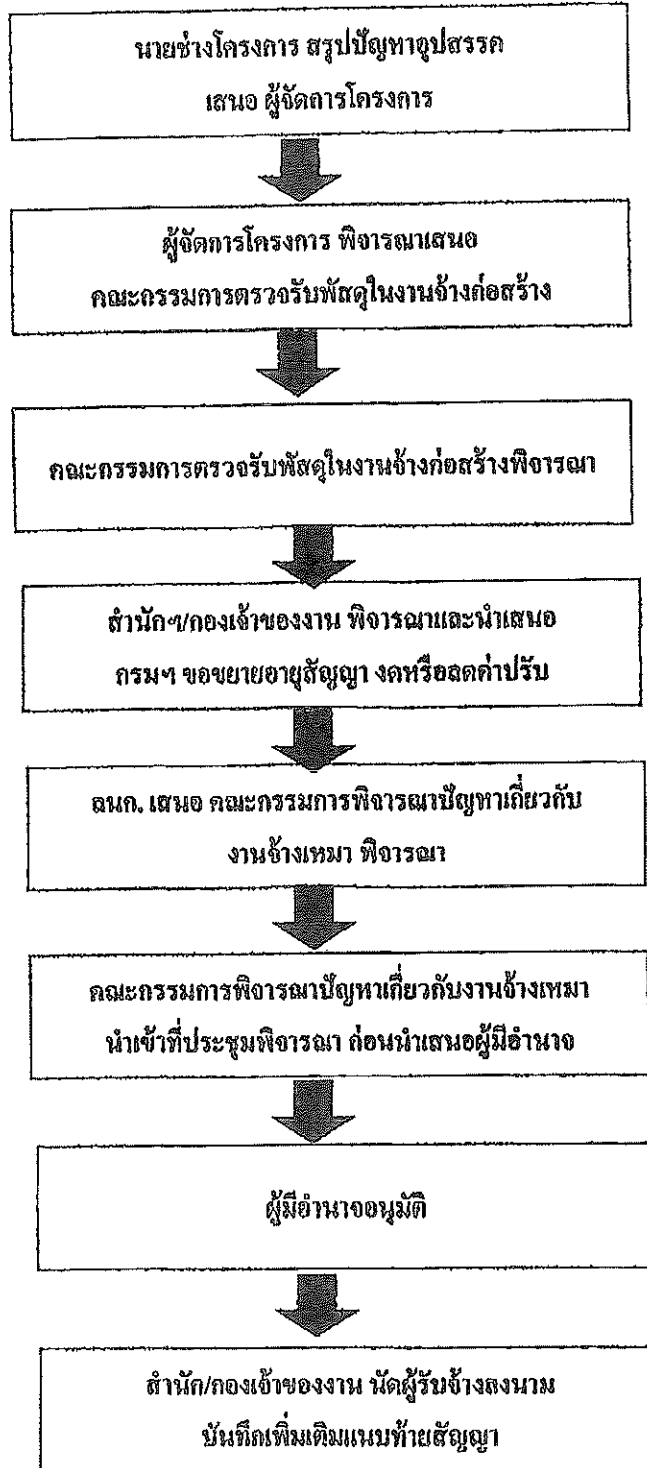 นายช่างโครงการ สรุปปัญหาอุปสรรค
เสนอ ผู้จัดการโครงการ
ผู้จัดการโครงการ พิจารณาเสนอ
คณะกรรมการตรวจรับพัสดุในงานจ้างก่อสร้าง
คณะกรรมการตรวจรับพัสดุในงานจ้างก่อสร้างพิจารณา
สำนักฯ/กองเจ้าของงาน พิจารณาและนำเสนอ
กรมฯ ขอขยายอายุสัญญา งดหรือลดค่าปรับ
ลนก. เสนอ คณะกรรมการพิจารณาปัญหาเกี่ยวกับ
งานจ้างเหมา พิจารณา
คณะกรรมการพิจารณาปัญหาเกี่ยวกับงานจ้างเหมา
นำเข้าที่ประชุมพิจารณา ก่อนนำเสนอผู้มีอำนาจ
ผู้มีอำนาจอนุมัติ
สำนัก/กองเจ้าของงาน นัดผู้รับจ้างลงนาม
บันทึกเพิ่มเติมแนบท้ายสัญญา